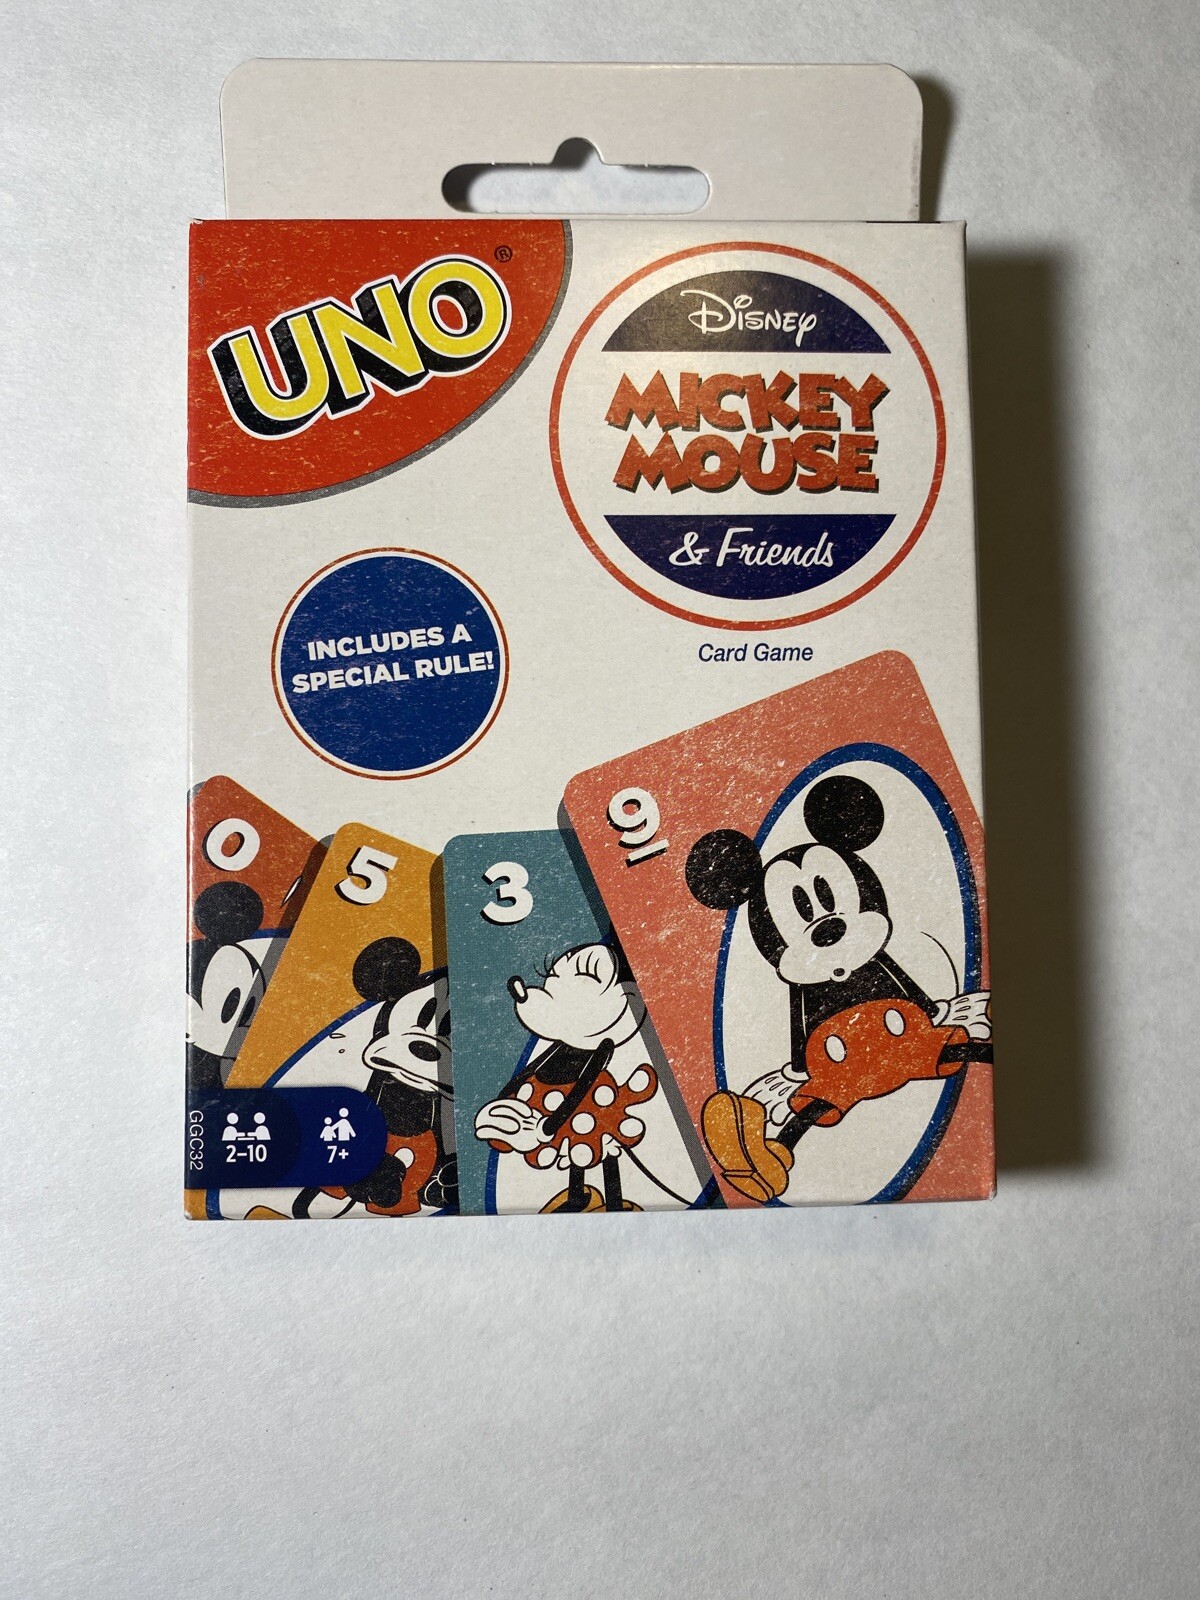 UNO®
Disney
MICKEY
MOUSE
& Friends
Card Game
INCLUDES A
SPECIAL RULE!
0
5
3
9
GGC32
2–10
7+